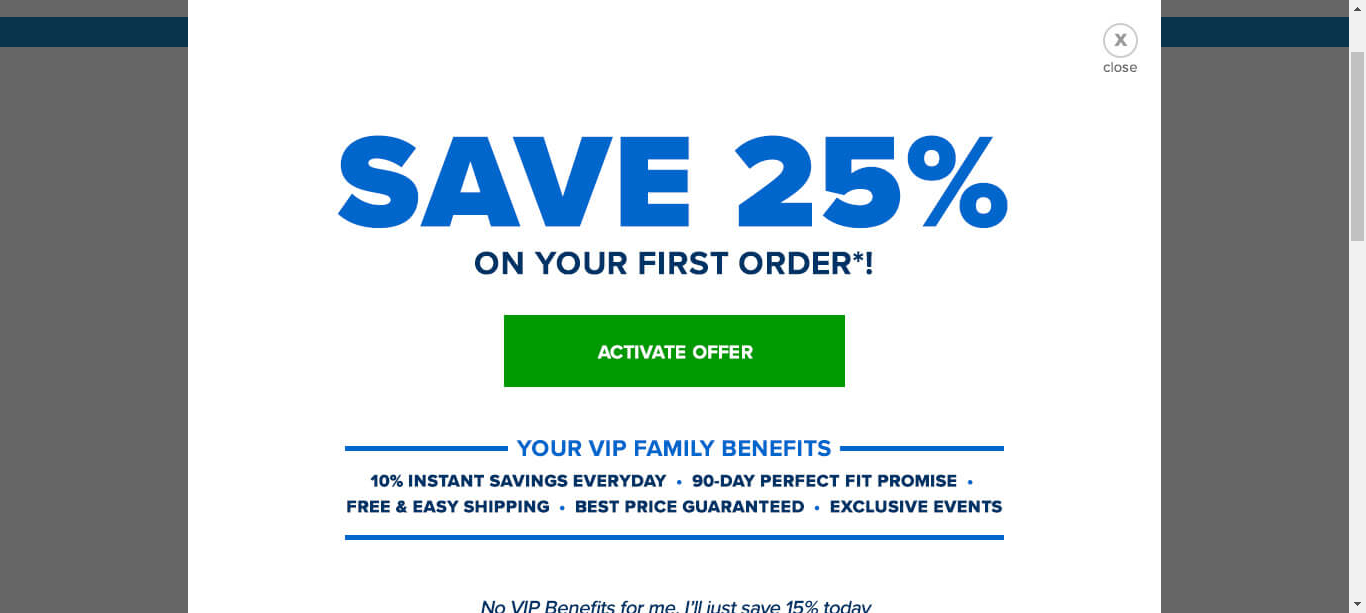 X
close
SAVE 25%
ON YOUR FIRST ORDER*!
ACTIVATE OFFER
YOUR VIP FAMILY BENEFITS
10% INSTANT SAVINGS EVERYDAY • 90-DAY PERFECT FIT PROMISE •
FREE & EASY SHIPPING • BEST PRICE GUARANTEED • EXCLUSIVE EVENTS
No VIP Benefits for me, I'll just save 15% today